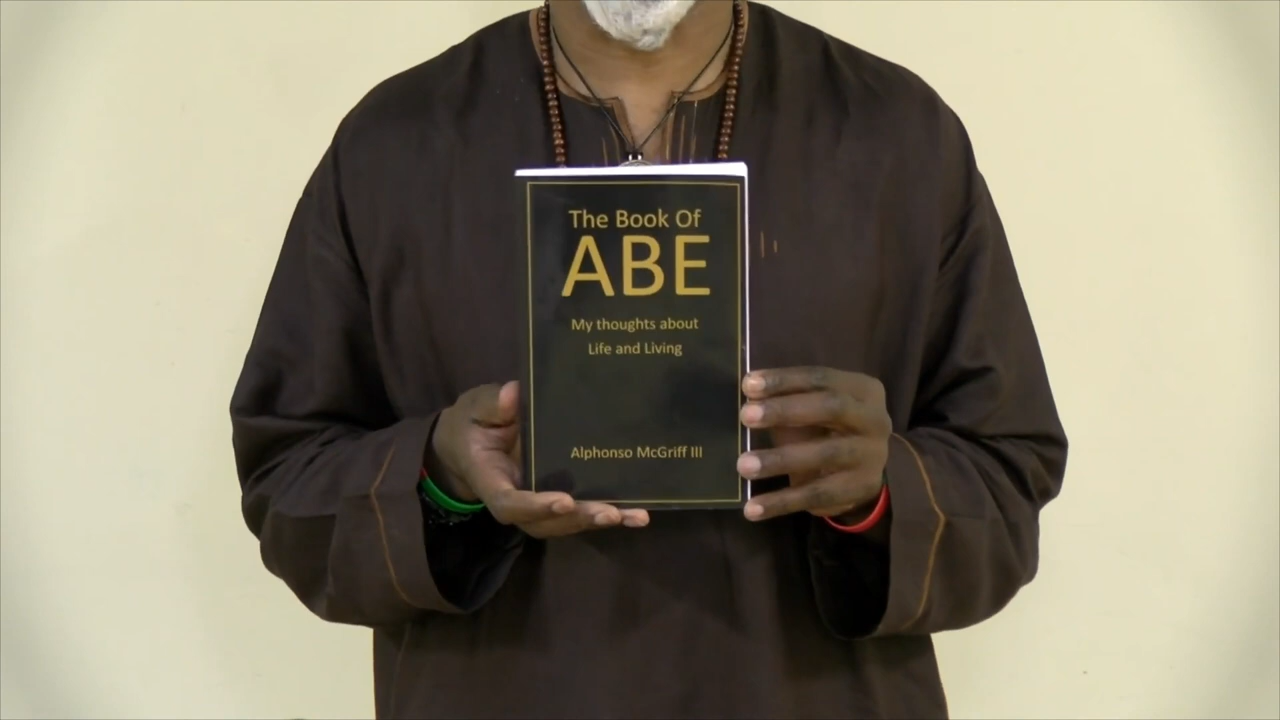 The Book Of
ABE
My thoughts about
Life and Living
Alphonso McGriff III